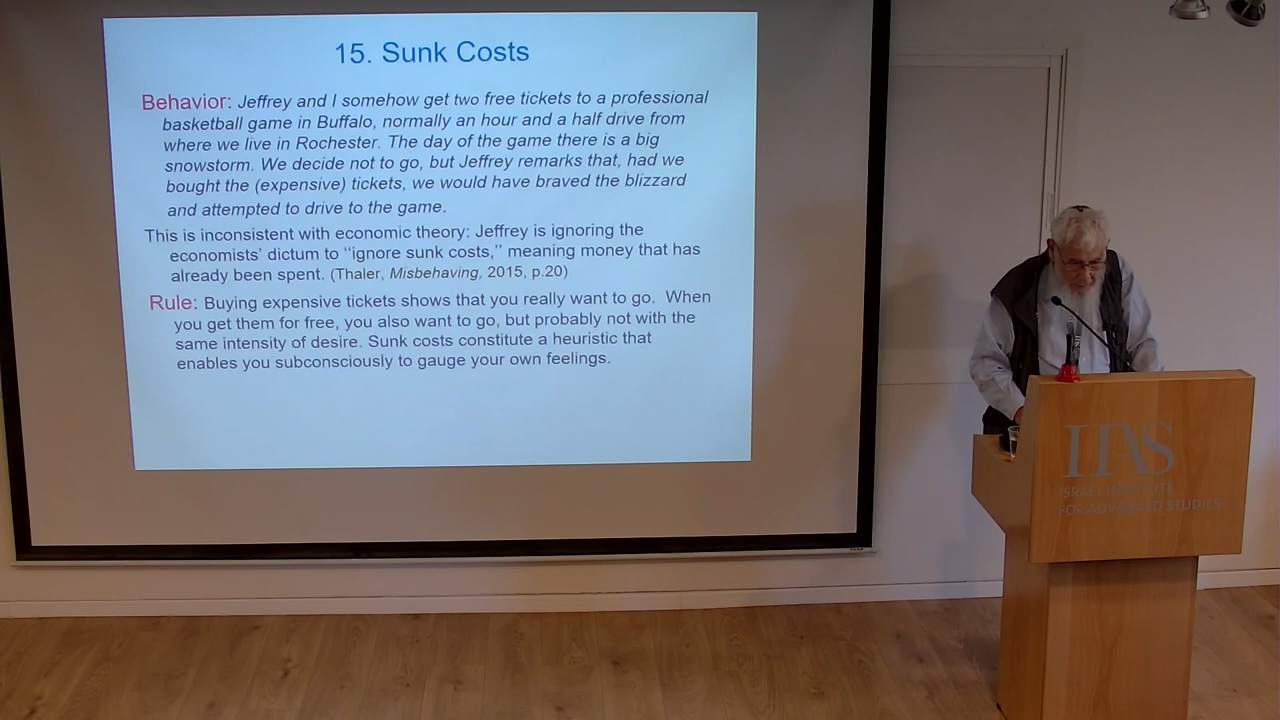 15. Sunk Costs
Behavior: Jeffrey and I somehow get two free tickets to a professional
basketball game in Buffalo, normally an hour and a half drive from
where we live in Rochester. The day of the game there is a big
snowstorm. We decide not to go, but Jeffrey remarks that, had we
bought the (expensive) tickets, we would have braved the blizzard
and attempted to drive to the game.
This is inconsistent with economic theory: Jeffrey is ignoring the
economists' dictum to "ignore sunk costs," meaning money that has
already been spent. (Thaler, Misbehaving, 2015, p.20)
Rule: Buying expensive tickets shows that you really want to go. When
you get them for free, you also want to go, but probably not with the
same intensity of desire. Sunk costs constitute a heuristic that
enables you subconsciously to gauge your own feelings.
IIAS
ISRAEL INSTITUTE
FOR ADVANCED STUDIES